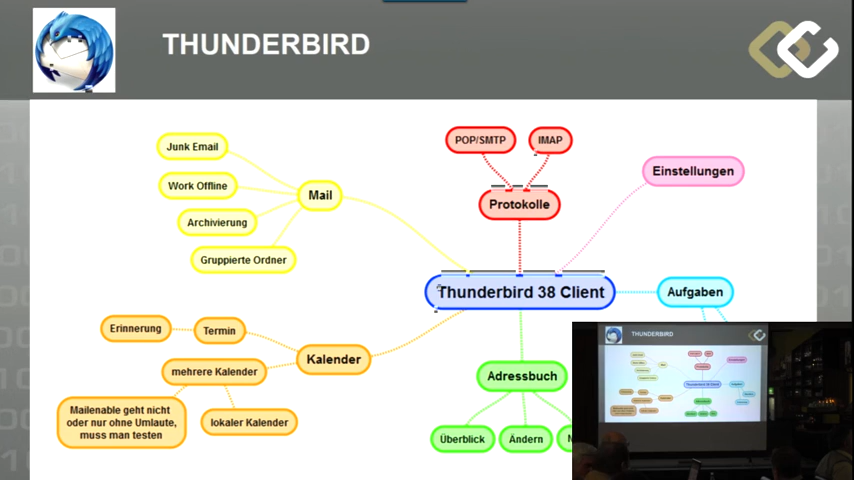 THUNDERBIRD
POP/SMTP
IMAP
Junk Email
Work Offline
Archivierung
Gruppierte Ordner
Mail
Protokolle
Einstellungen
Thunderbird 38 Client
Aufgaben
Erinnerung
Termin
Kalender
mehrere Kalender
Mailenable geht nicht
oder nur ohne Umlaute,
muss man testen
lokaler Kalender
Adressbuch
Überblick
Ändern
THUNDERBIRD